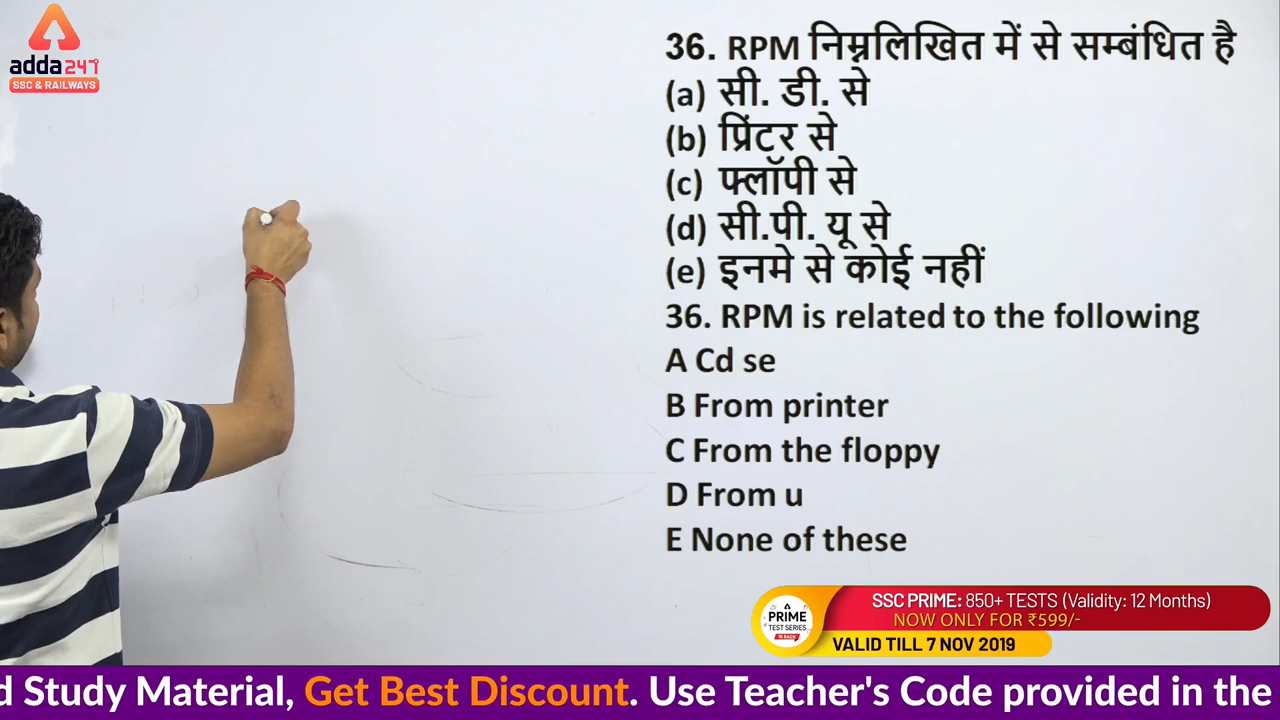 adda247
SSC & RAILWAYS
36. RPM निम्नलिखित में से सम्बंधित है
(a) सी. डी. से
(b) प्रिंटर से
(c) फ्लॉपी से
(d) सी.पी. यू से
(e) इनमे से कोई नहीं
36. RPM is related to the following
A Cd se
B From printer
C From the floppy
D From u
E None of these
PRIME
TEST SERIES
IS BACK
SSC PRIME: 850+ TESTS (Validity: 12 Months)
NOW ONLY FOR ₹599/-
VALID TILL 7 NOV 2019
d Study Material, Get Best Discount. Use Teacher's Code provided in the